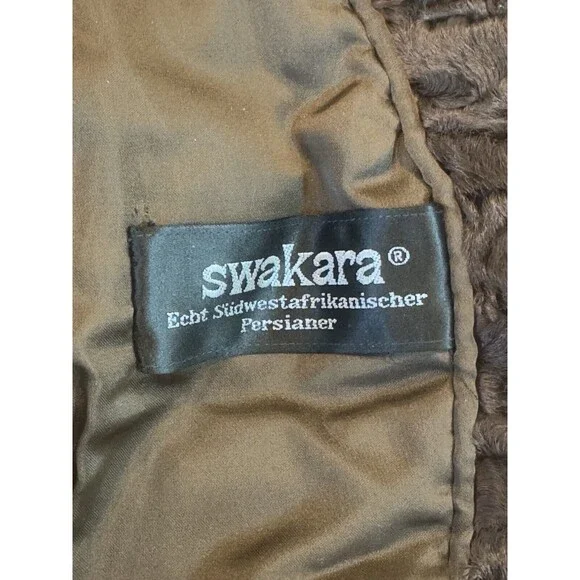 swakara®
Echt Südwestafrikanischer
Persianer